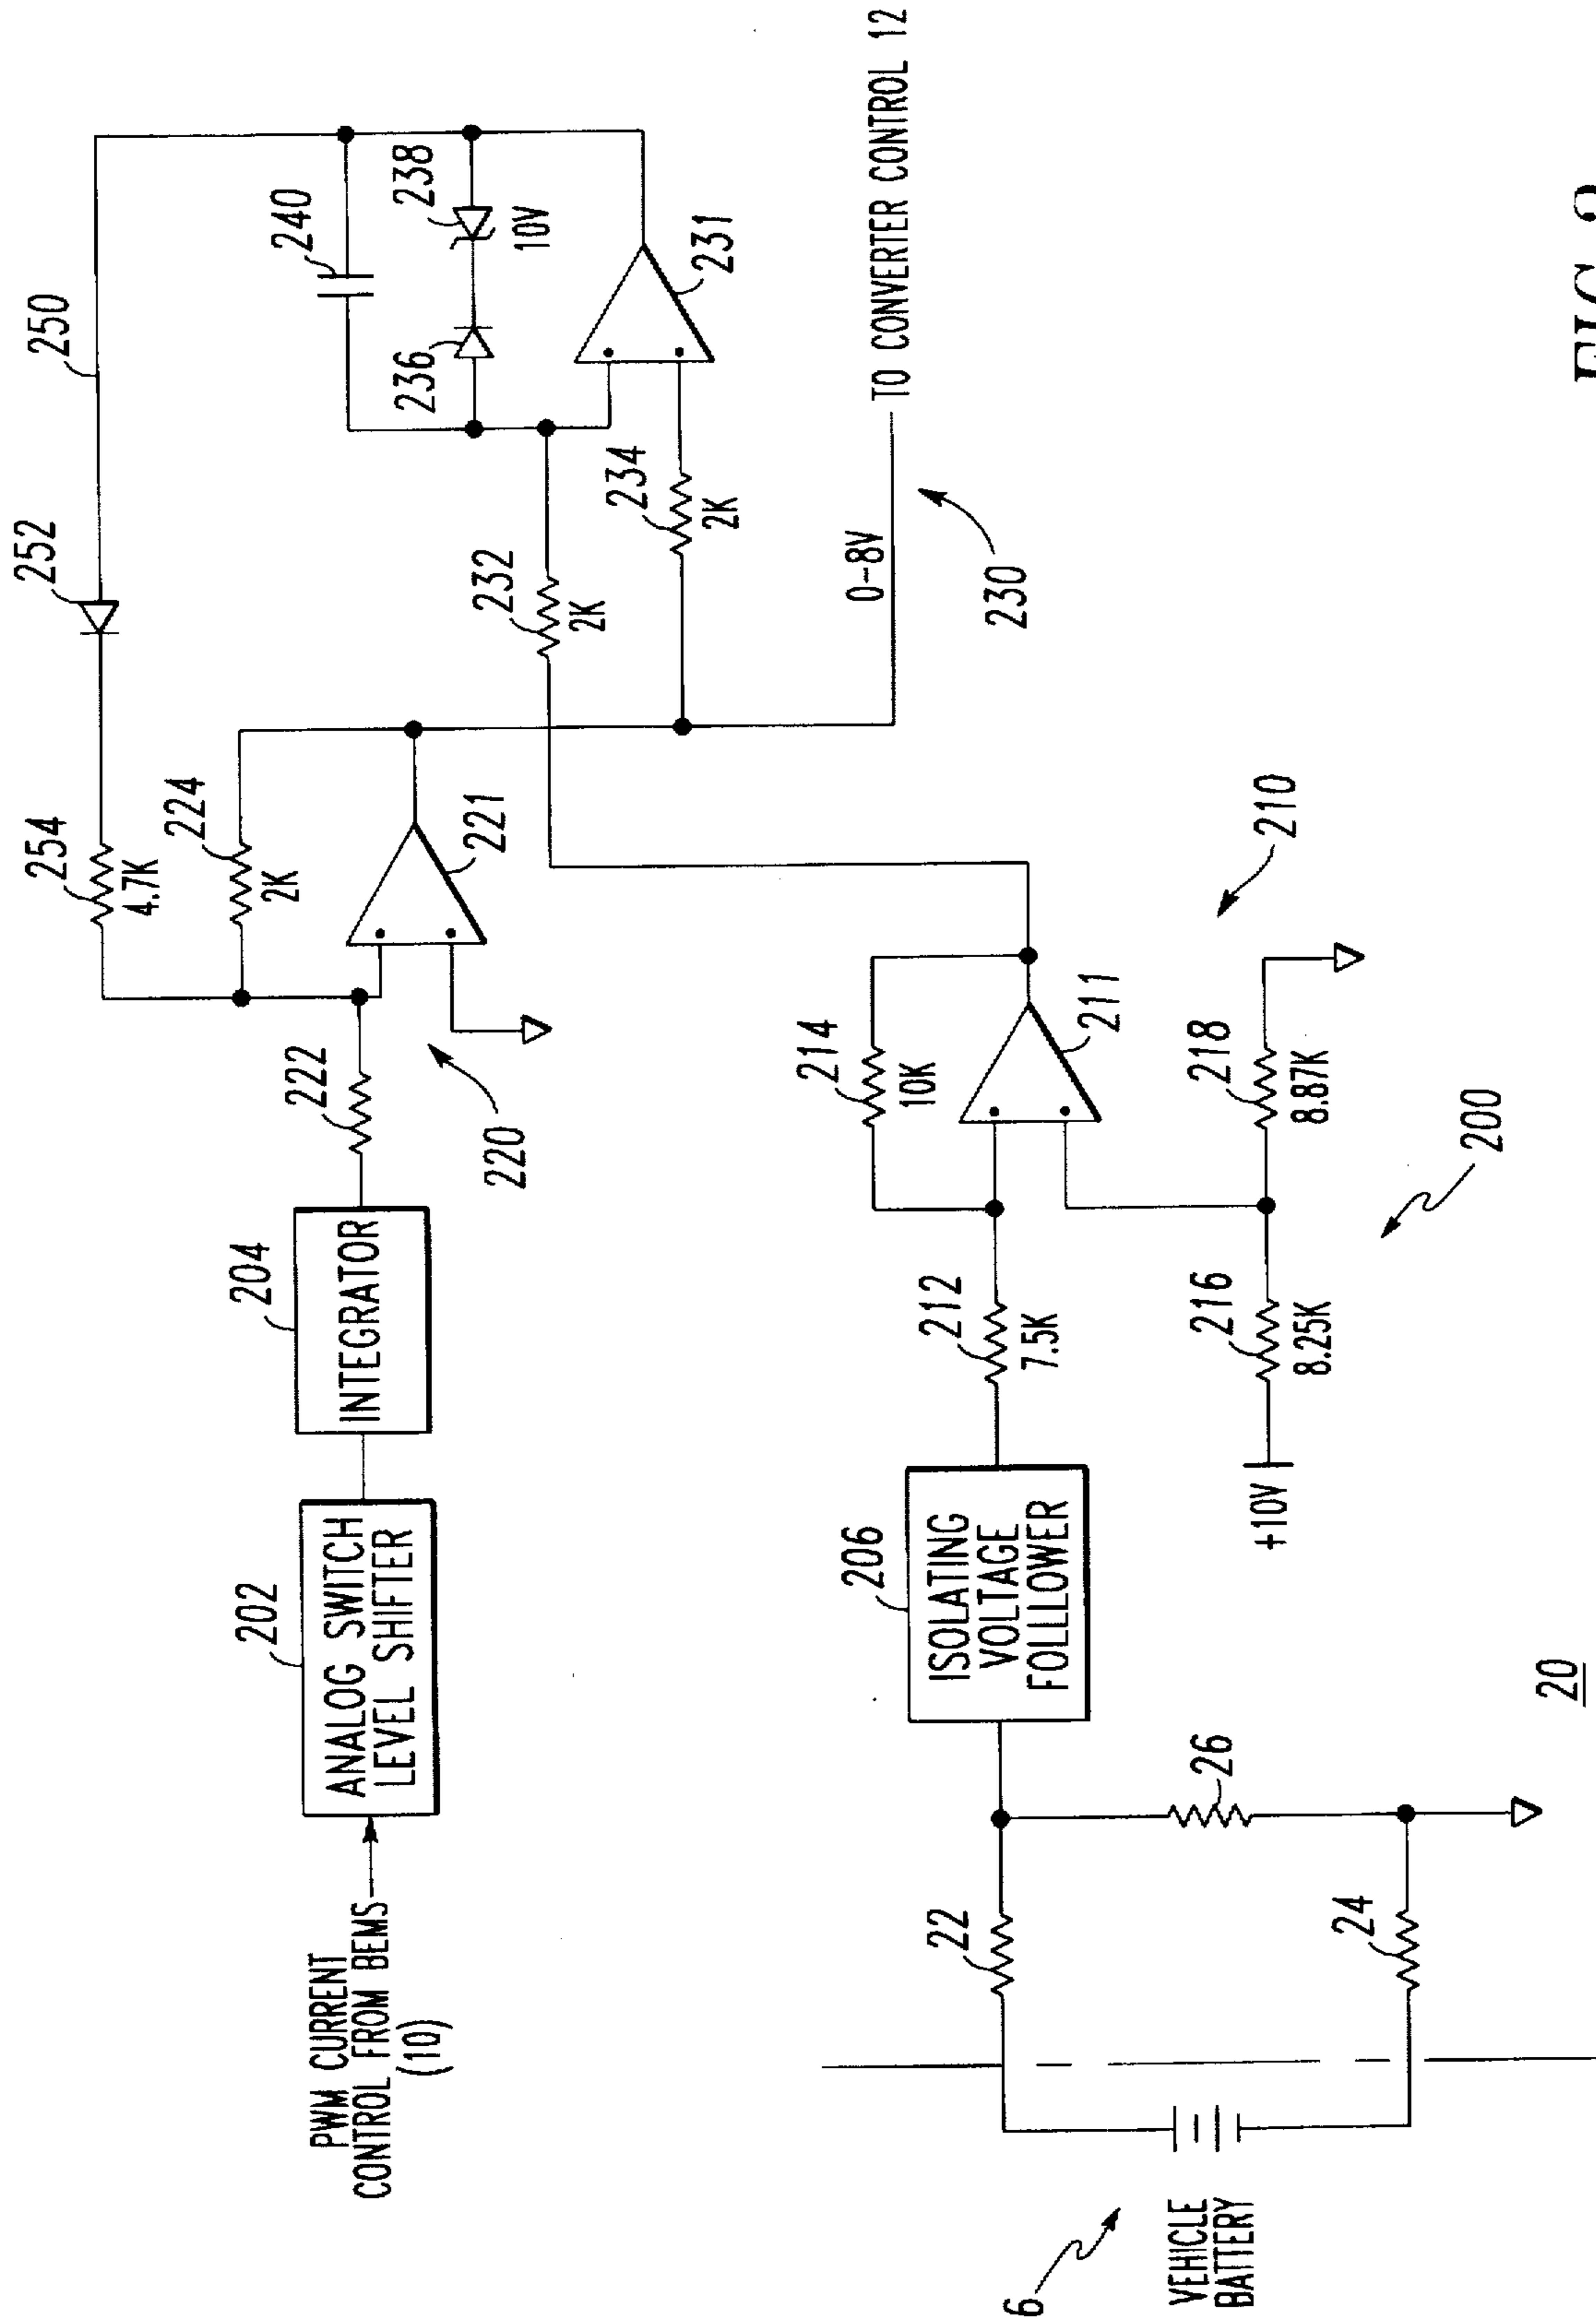 250
252
254
4.7K
224
2K
240
236
238
10V
231
232
2K
234
2K
0-8V
TO CONVERTER CONTROL 12
230
221
222
220
204
INTEGRATOR
202
ANALOG SWITCH
LEVEL SHIFTER
PWM CURRENT
CONTROL FROM BEMS
(10)
206
ISOLATING
VOLTAGE
FOLLLOWER
212
7.5K
214
10K
211
210
216
8.25K
218
8.87K
+10V
200
22
26
24
6
VEHICLE
BATTERY
20